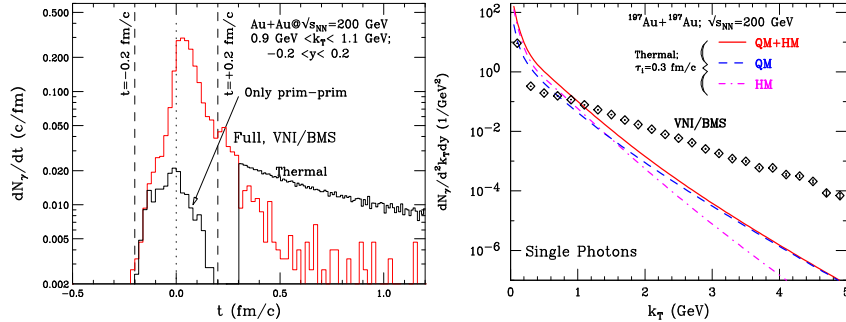 Au+Au@√sNN=200 GeV
0.9 GeV <kT< 1.1 GeV;
−0.2 <y< 0.2
t=−0.2 fm/c
t=+0.2 fm/c
Only prim−prim
Full, VNI/BMS
Thermal
dNγ/dt (c/fm)
0.200
0.100
0.050
0.020
0.010
0.005
0.002
−0.5
0.0
0.5
1.0
t (fm/c)
197Au+197Au; √sNN=200 GeV
Thermal;
τi=0.3 fm/c
QM+HM
QM
HM
VNI/BMS
Single Photons
dNγ/d²kTdy (1/GeV²)
10²
10⁰
10⁻²
10⁻⁴
10⁻⁶
0
1
2
3
4
5
kT (GeV)